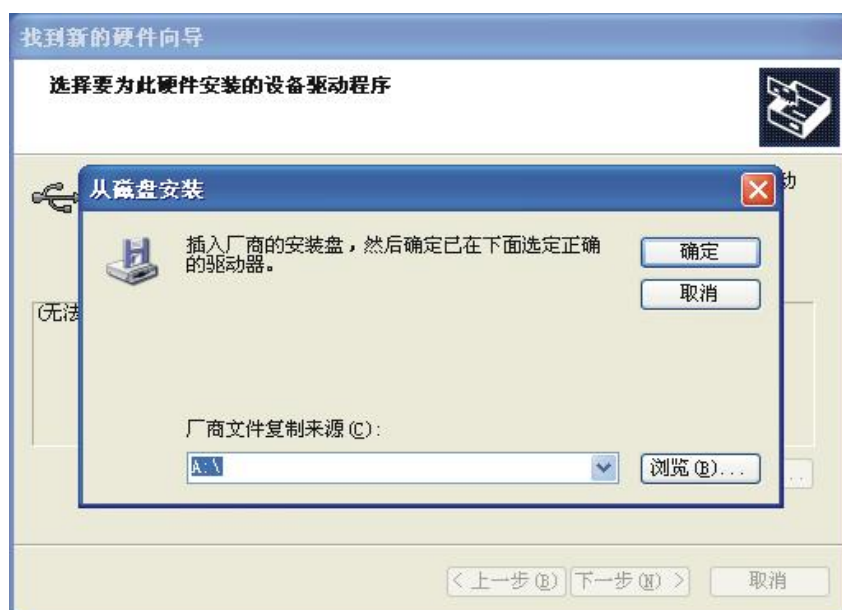 找到新的硬件向导
选择要为此硬件安装的设备驱动程序
动
从磁盘安装
插入厂商的安装盘，然后确定已在下面选定正确
的驱动器。
确定
取消
(无法
厂商文件复制来源(C):
A:\
浏览(B)...
< 上一步(B)
下一步(N) >
取消